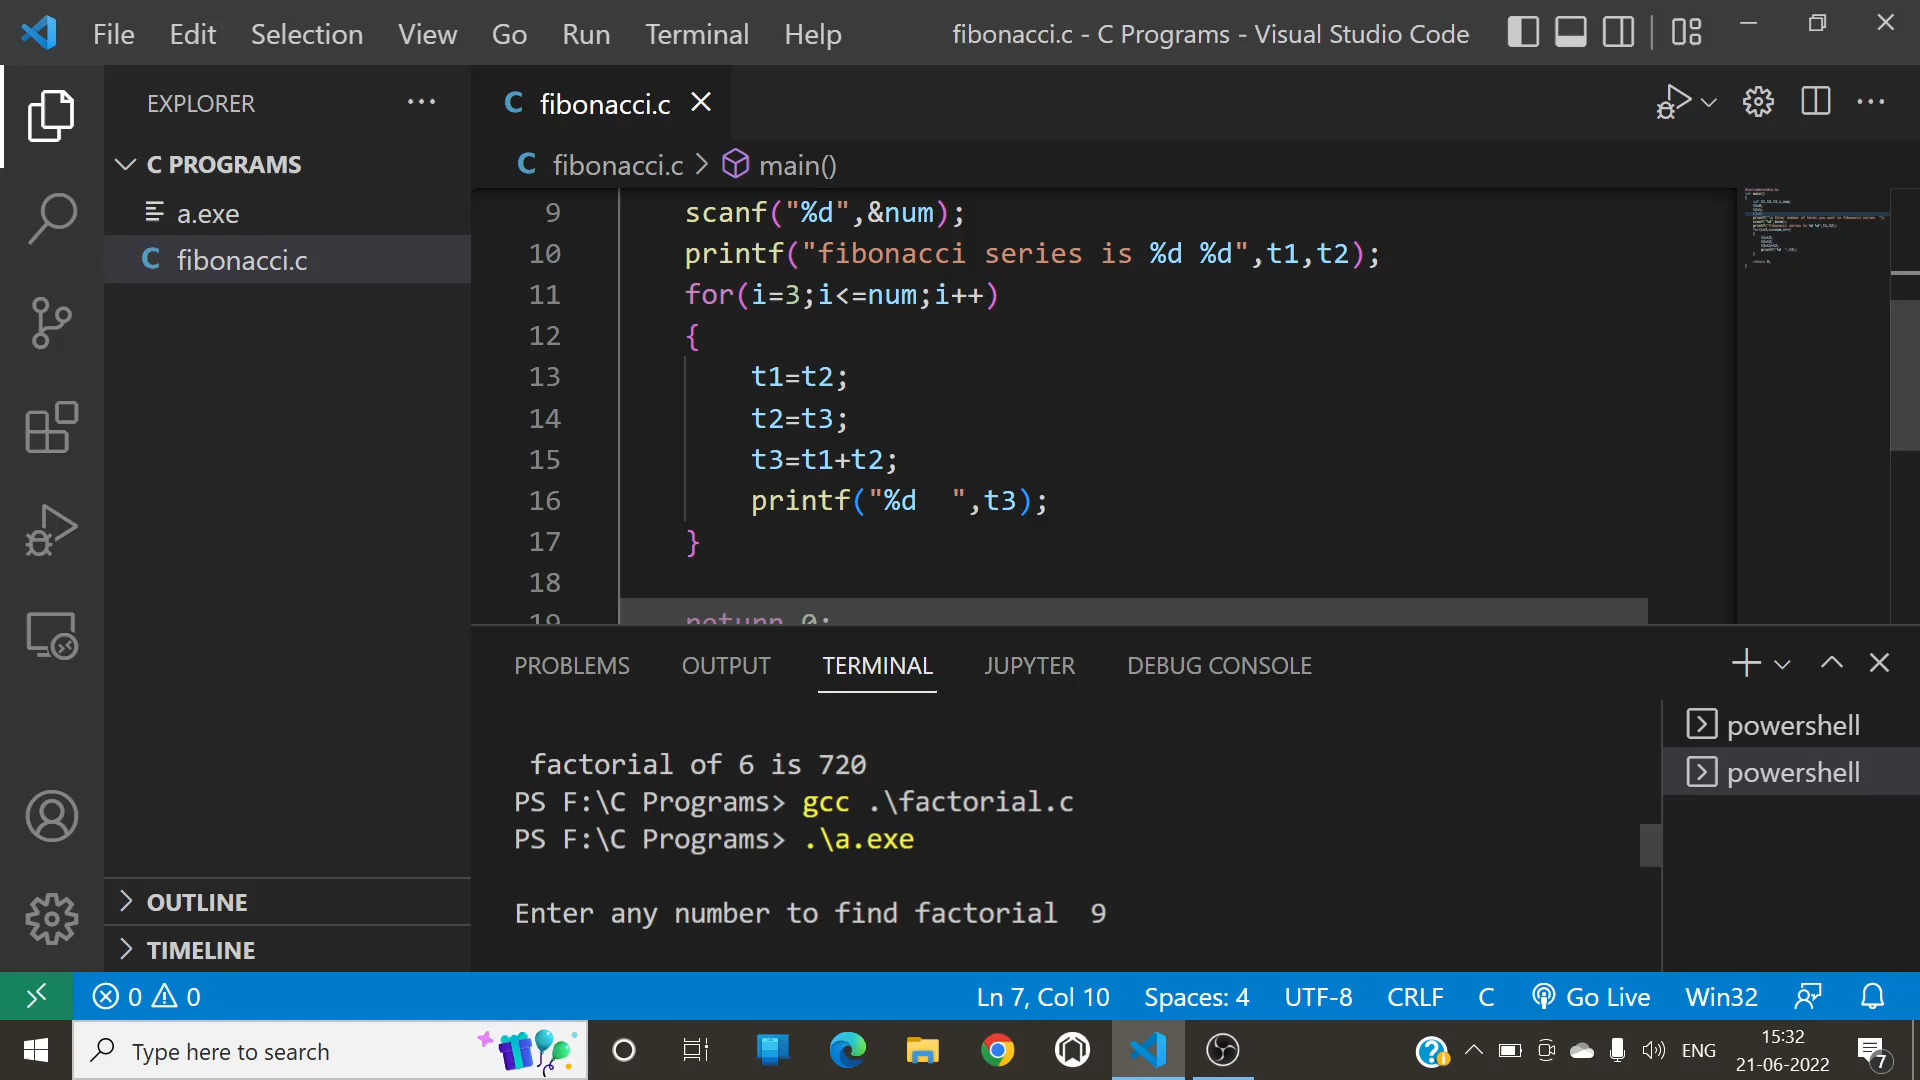 File Edit Selection View Go Run Terminal Help fibonacci.c - C Programs - Visual Studio Code
EXPLORER
C PROGRAMS
a.exe
C fibonacci.c
OUTLINE
TIMELINE
C fibonacci.c
C fibonacci.c > main()
9 scanf("%d",&num);
10 printf("fibonacci series is %d %d",t1,t2);
11 for(i=3;i<=num;i++)
12 {
13 t1=t2;
14 t2=t3;
15 t3=t1+t2;
16 printf("%d  ",t3);
17 }
18
19 return 0;
PROBLEMS OUTPUT TERMINAL JUPYTER DEBUG CONSOLE
factorial of 6 is 720
PS F:\C Programs> gcc .\factorial.c
PS F:\C Programs> .\a.exe
Enter any number to find factorial  9
powershell
powershell
0 0 Ln 7, Col 10 Spaces: 4 UTF-8 CRLF C Go Live Win32
Type here to search
ENG
15:32
21-06-2022
7